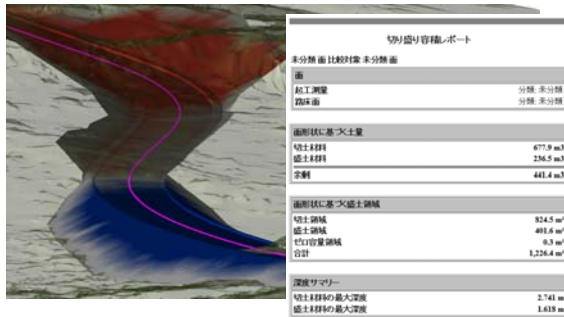 切り盛り容積レポート
未分類 面 比較対象 未分類 面
面
起工測量 分類: 未分類
路床面 分類: 未分類
面形状に基づく土量
切土材料 677.9 m3
盛土材料 236.5 m3
余剰 441.4 m3
面形状に基づく盛土領域
切土領域 824.5 m²
盛土領域 401.6 m²
ゼロ容量領域 0.3 m²
合計 1,226.4 m²
深度サマリー
切土材料の最大深度 2.741 m
盛土材料の最大深度 1.618 m